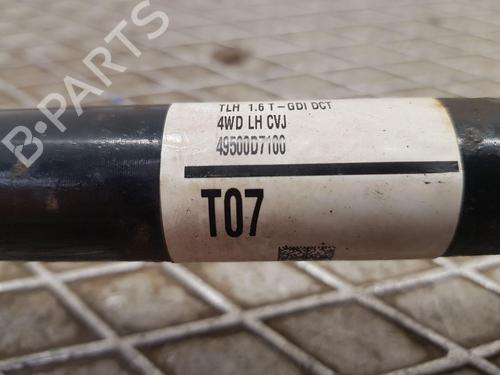 B-PARTS
TLH 1.6 T-GDI DCT
4WD LH CVJ
49500D7100
T07